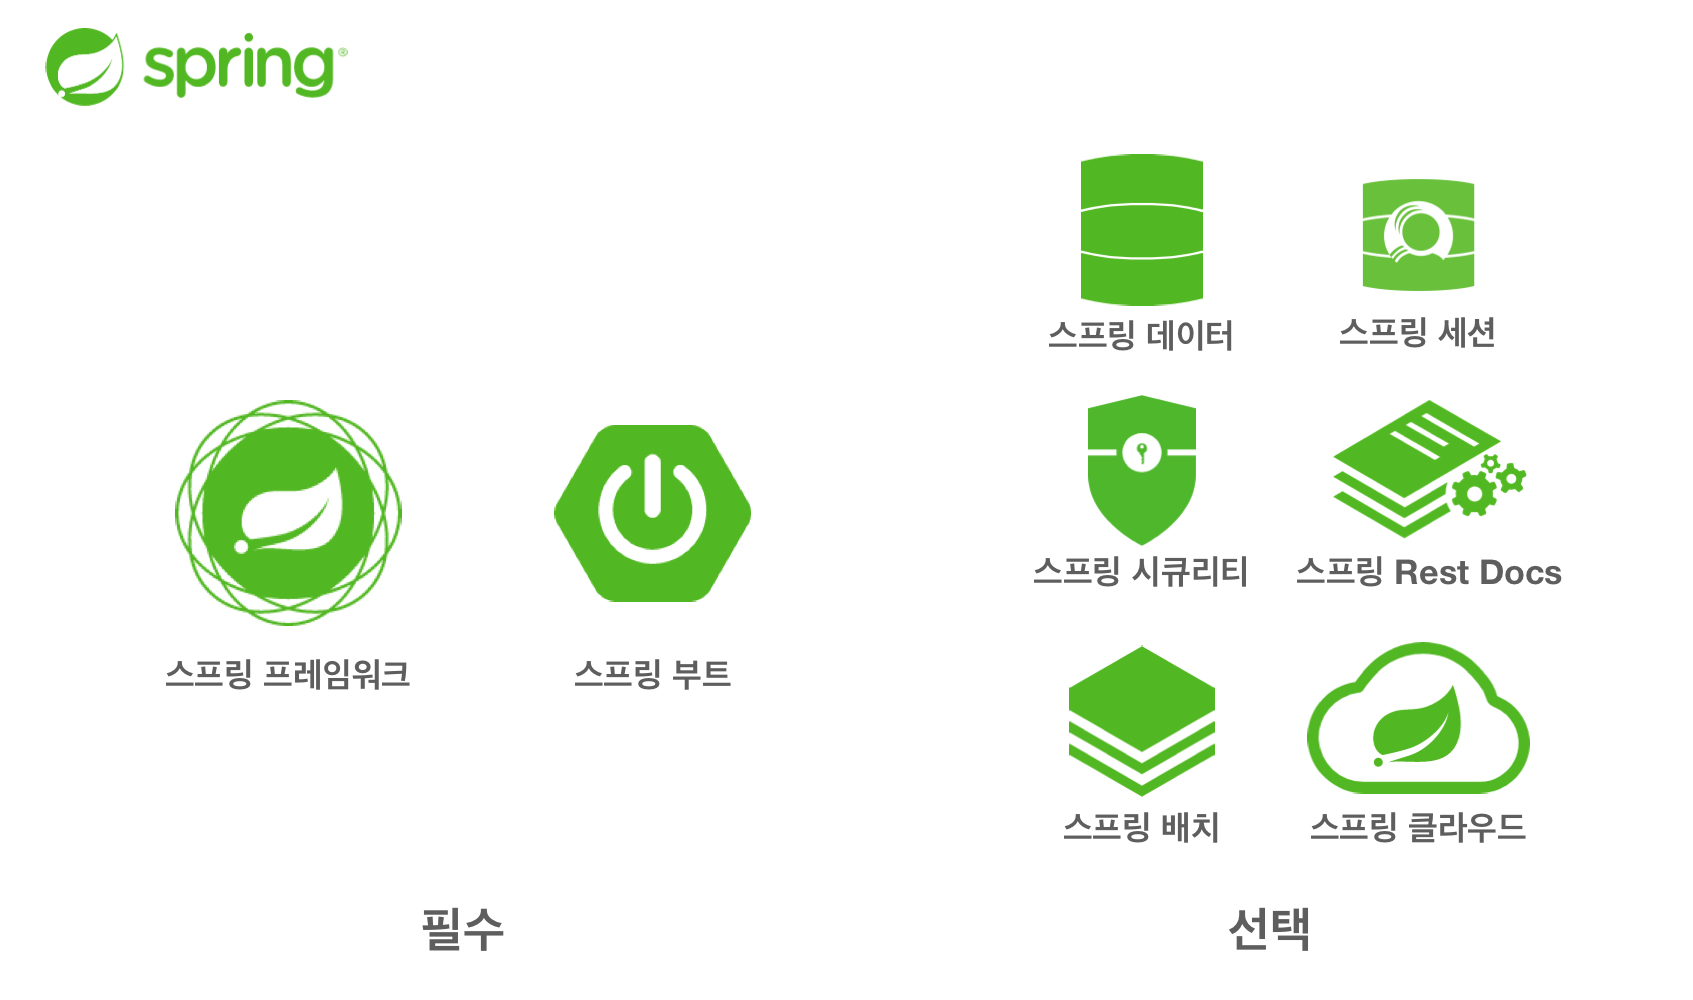 spring®
스프링 데이터
스프링 세션
스프링 시큐리티
스프링 Rest Docs
스프링 프레임워크
스프링 부트
스프링 배치
스프링 클라우드
필수
선택